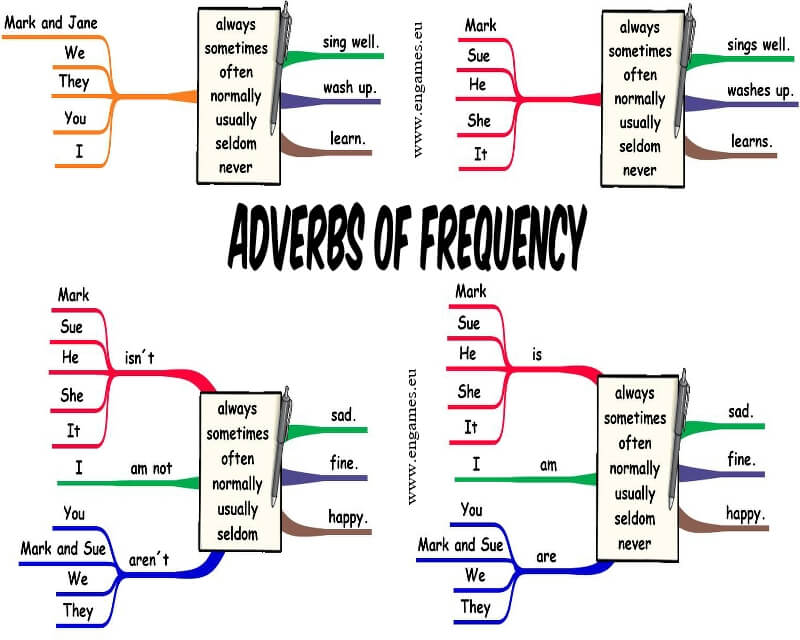 Mark and Jane
We
They
You
I
always
sometimes
often
normally
usually
seldom
never
sing well.
wash up.
learn.
www.engames.eu
Mark
Sue
He
She
It
always
sometimes
often
normally
usually
seldom
never
sings well.
washes up.
learns.
ADVERBS OF FREQUENCY
Mark
Sue
He
She
It
isn´t
I
am not
You
Mark and Sue
We
They
aren´t
always
sometimes
often
normally
usually
seldom
sad.
fine.
happy.
www.engames.eu
Mark
Sue
He
She
It
is
I
am
You
Mark and Sue
We
They
are
always
sometimes
often
normally
usually
seldom
never
sad.
fine.
happy.